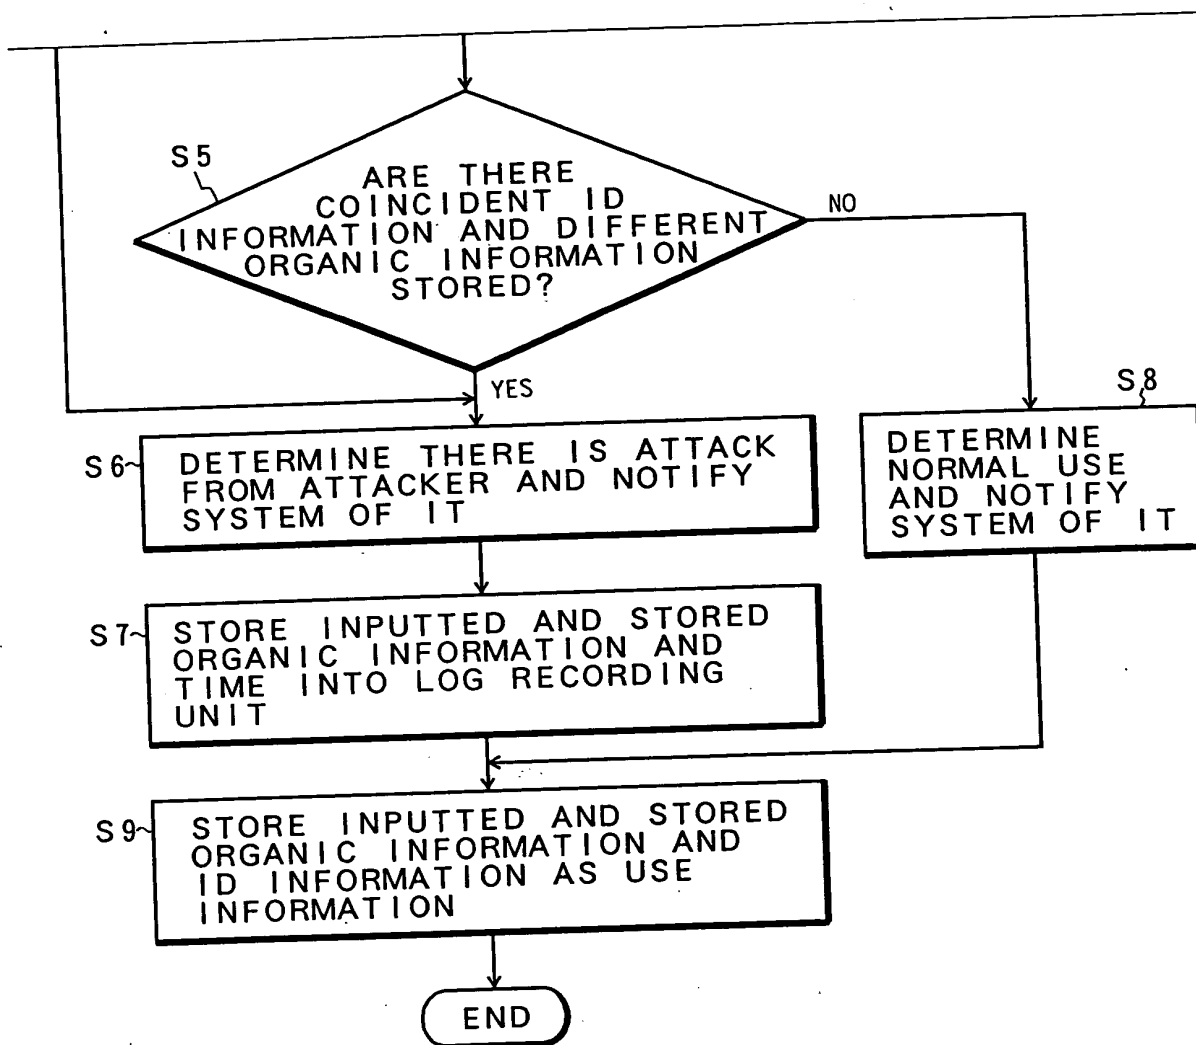 S5
ARE THERE
COINCIDENT ID
INFORMATION AND DIFFERENT
ORGANIC INFORMATION
STORED?
NO
YES
S8
DETERMINE
NORMAL USE
AND NOTIFY
SYSTEM OF IT
S6
DETERMINE THERE IS ATTACK
FROM ATTACKER AND NOTIFY
SYSTEM OF IT
S7
STORE INPUTTED AND STORED
ORGANIC INFORMATION AND
TIME INTO LOG RECORDING
UNIT
S9
STORE INPUTTED AND STORED
ORGANIC INFORMATION AND
ID INFORMATION AS USE
INFORMATION
END